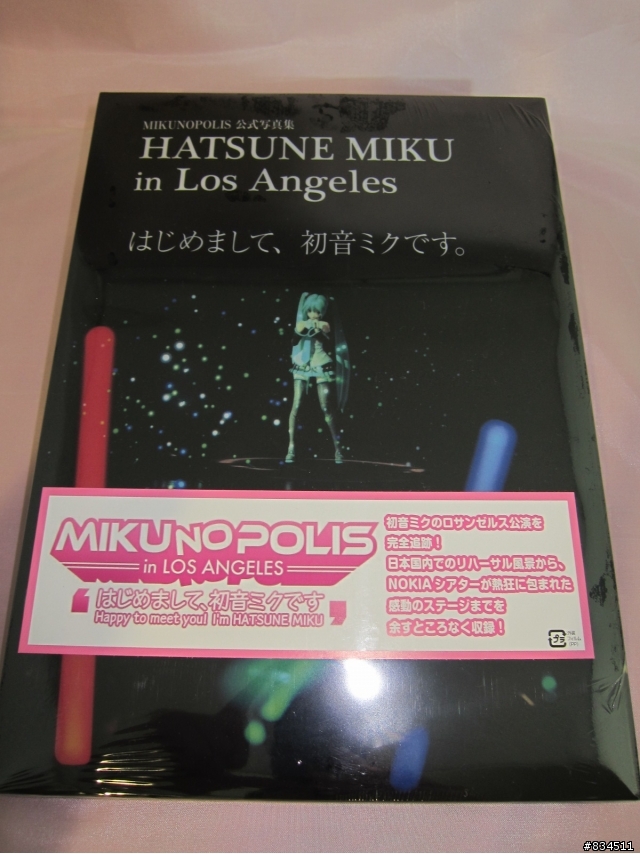 MIKUNOPOLIS 公式写真集
HATSUNE MIKU
in Los Angeles
はじめまして、初音ミクです。
MIKUNOPOLIS
in LOS ANGELES
はじめまして、初音ミクです
Happy to meet you! I'm HATSUNE MIKU
初音ミクのロサンゼルス公演を
完全追跡！
日本国内でのリハーサル風景から、
NOKIAシアターが熱狂に包まれた
感動のステージまでを
余すところなく収録！
プラ
#834511